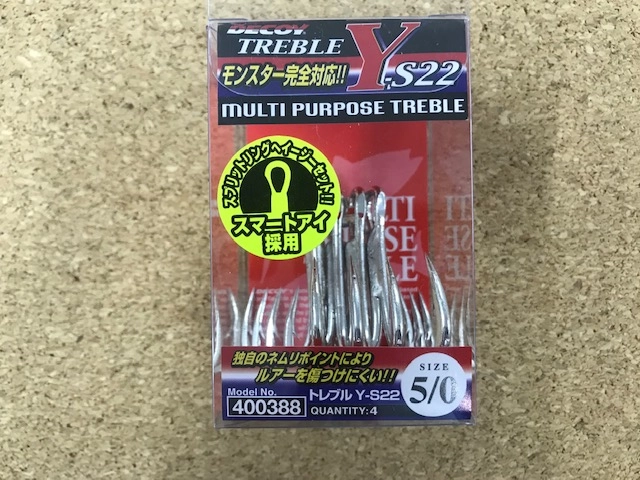 DECOY
TREBLE Y-S22
モンスター完全対応!!
MULTI PURPOSE TREBLE
スプリットリングへイージーセット!!
スマートアイ
採用
独自のネムリポイントにより
ルアーを傷つけにくい!!
SIZE
5/0
Model No.
400388
トレブル Y-S22
QUANTITY:4